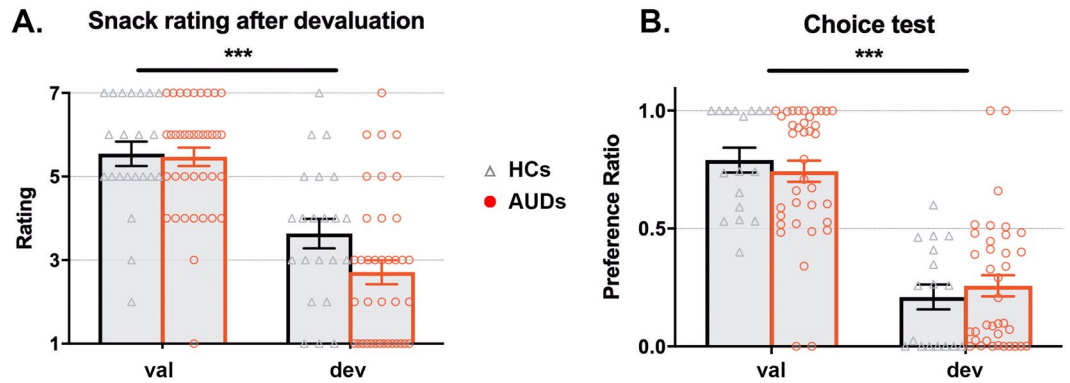 A.
Snack rating after devaluation
***
Rating
7
5
3
1
val
dev
HCs
AUDs
B.
Choice test
***
Preference Ratio
1.0
0.5
0.0
val
dev